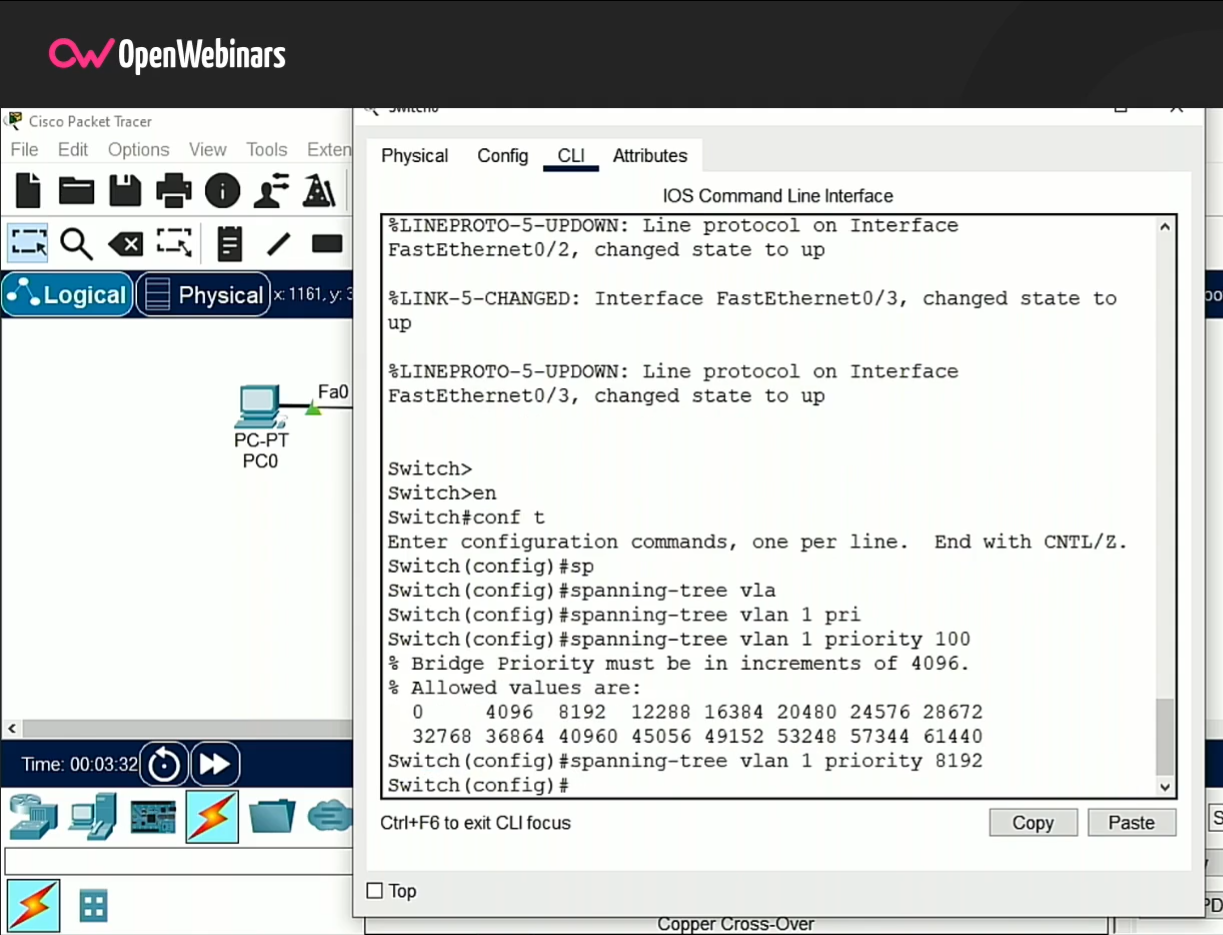 OpenWebinars
Cisco Packet Tracer
File Edit Options View Tools Exten
Logical
Physical
x: 1161, y: 3
Fa0
PC-PT
PC0
Time: 00:03:32
Switch0
Physical Config CLI Attributes
IOS Command Line Interface
%LINEPROTO-5-UPDOWN: Line protocol on Interface
FastEthernet0/2, changed state to up
%LINK-5-CHANGED: Interface FastEthernet0/3, changed state to
up
%LINEPROTO-5-UPDOWN: Line protocol on Interface
FastEthernet0/3, changed state to up
Switch>
Switch>en
Switch#conf t
Enter configuration commands, one per line.  End with CNTL/Z.
Switch(config)#sp
Switch(config)#spanning-tree vla
Switch(config)#spanning-tree vlan 1 pri
Switch(config)#spanning-tree vlan 1 priority 100
% Bridge Priority must be in increments of 4096.
% Allowed values are:
  0     4096  8192  12288 16384 20480 24576 28672
  32768 36864 40960 45056 49152 53248 57344 61440
Switch(config)#spanning-tree vlan 1 priority 8192
Switch(config)#
Ctrl+F6 to exit CLI focus
Copy
Paste
Top
Copper Cross-Over